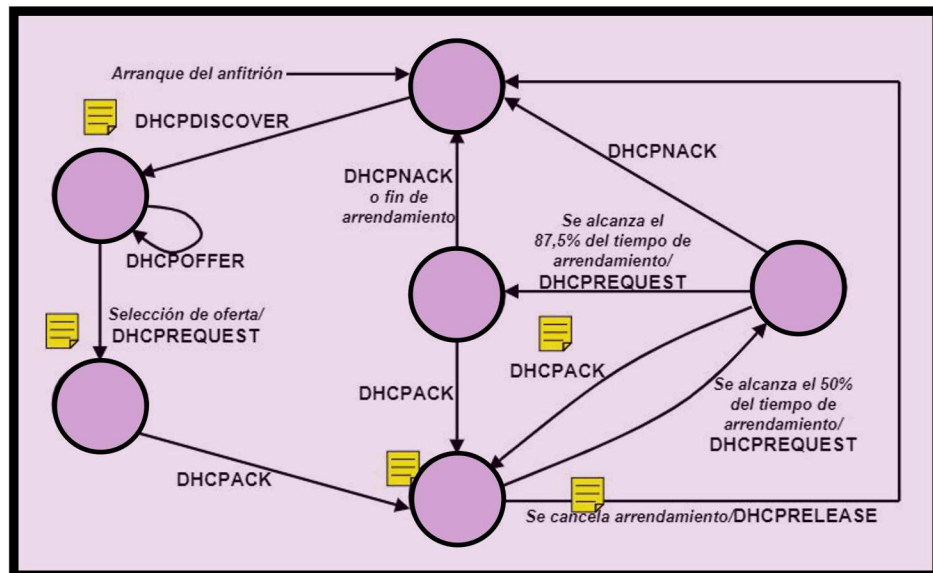 Arranque del anfitrión
DHCPDISCOVER
DHCPOFFER
Selección de oferta/
DHCPREQUEST
DHCPACK
DHCPNACK
o fin de
arrendamiento
DHCPACK
Se alcanza el
87,5% del tiempo de
arrendamiento/
DHCPREQUEST
DHCPNACK
DHCPACK
Se alcanza el 50%
del tiempo de
arrendamiento/
DHCPREQUEST
Se cancela arrendamiento/DHCPRELEASE